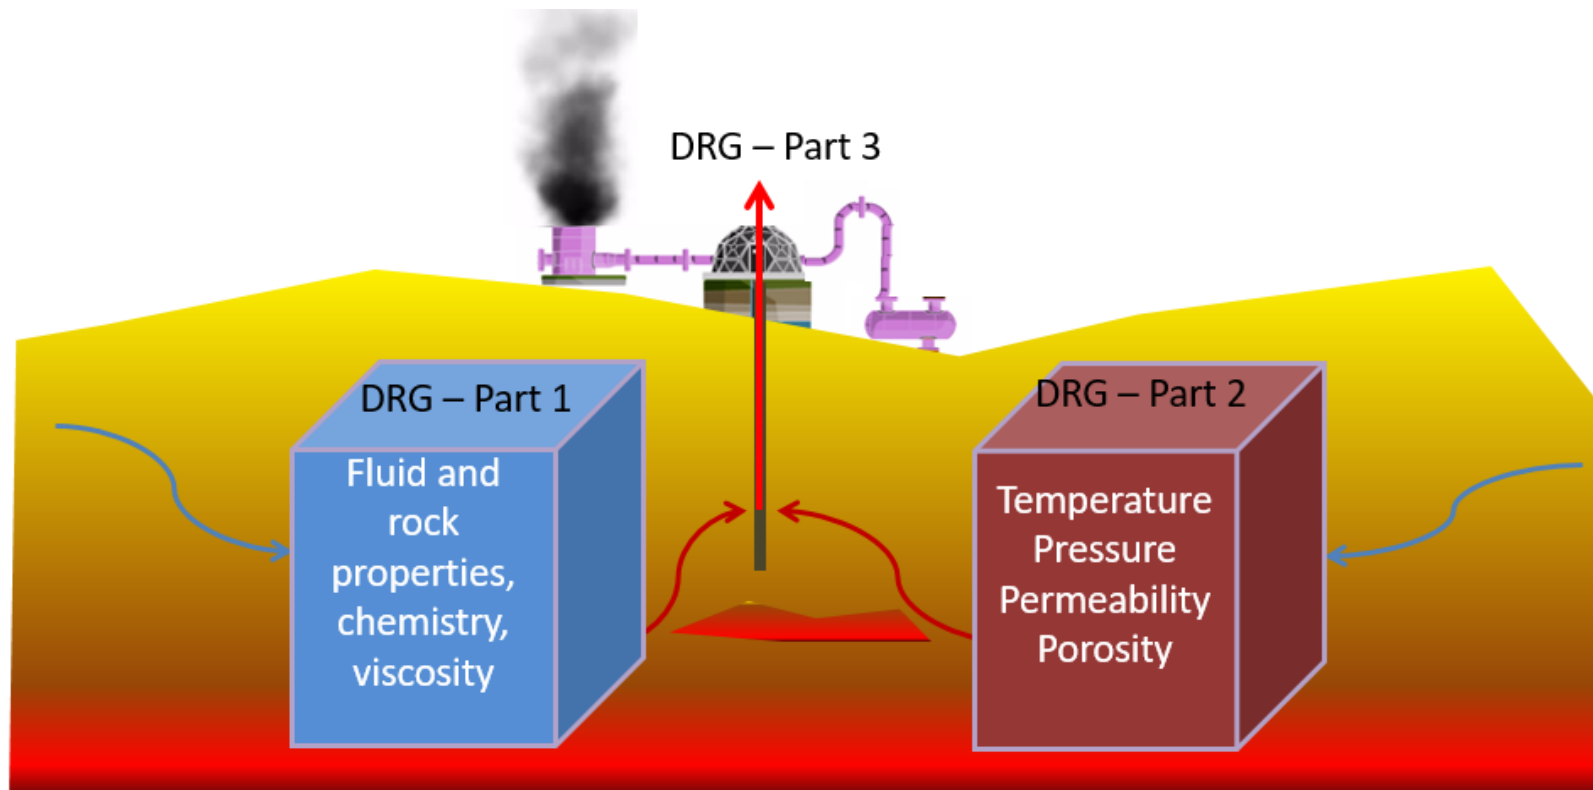 DRG – Part 3
DRG – Part 1
Fluid and
rock
properties,
chemistry,
viscosity
DRG – Part 2
Temperature
Pressure
Permeability
Porosity